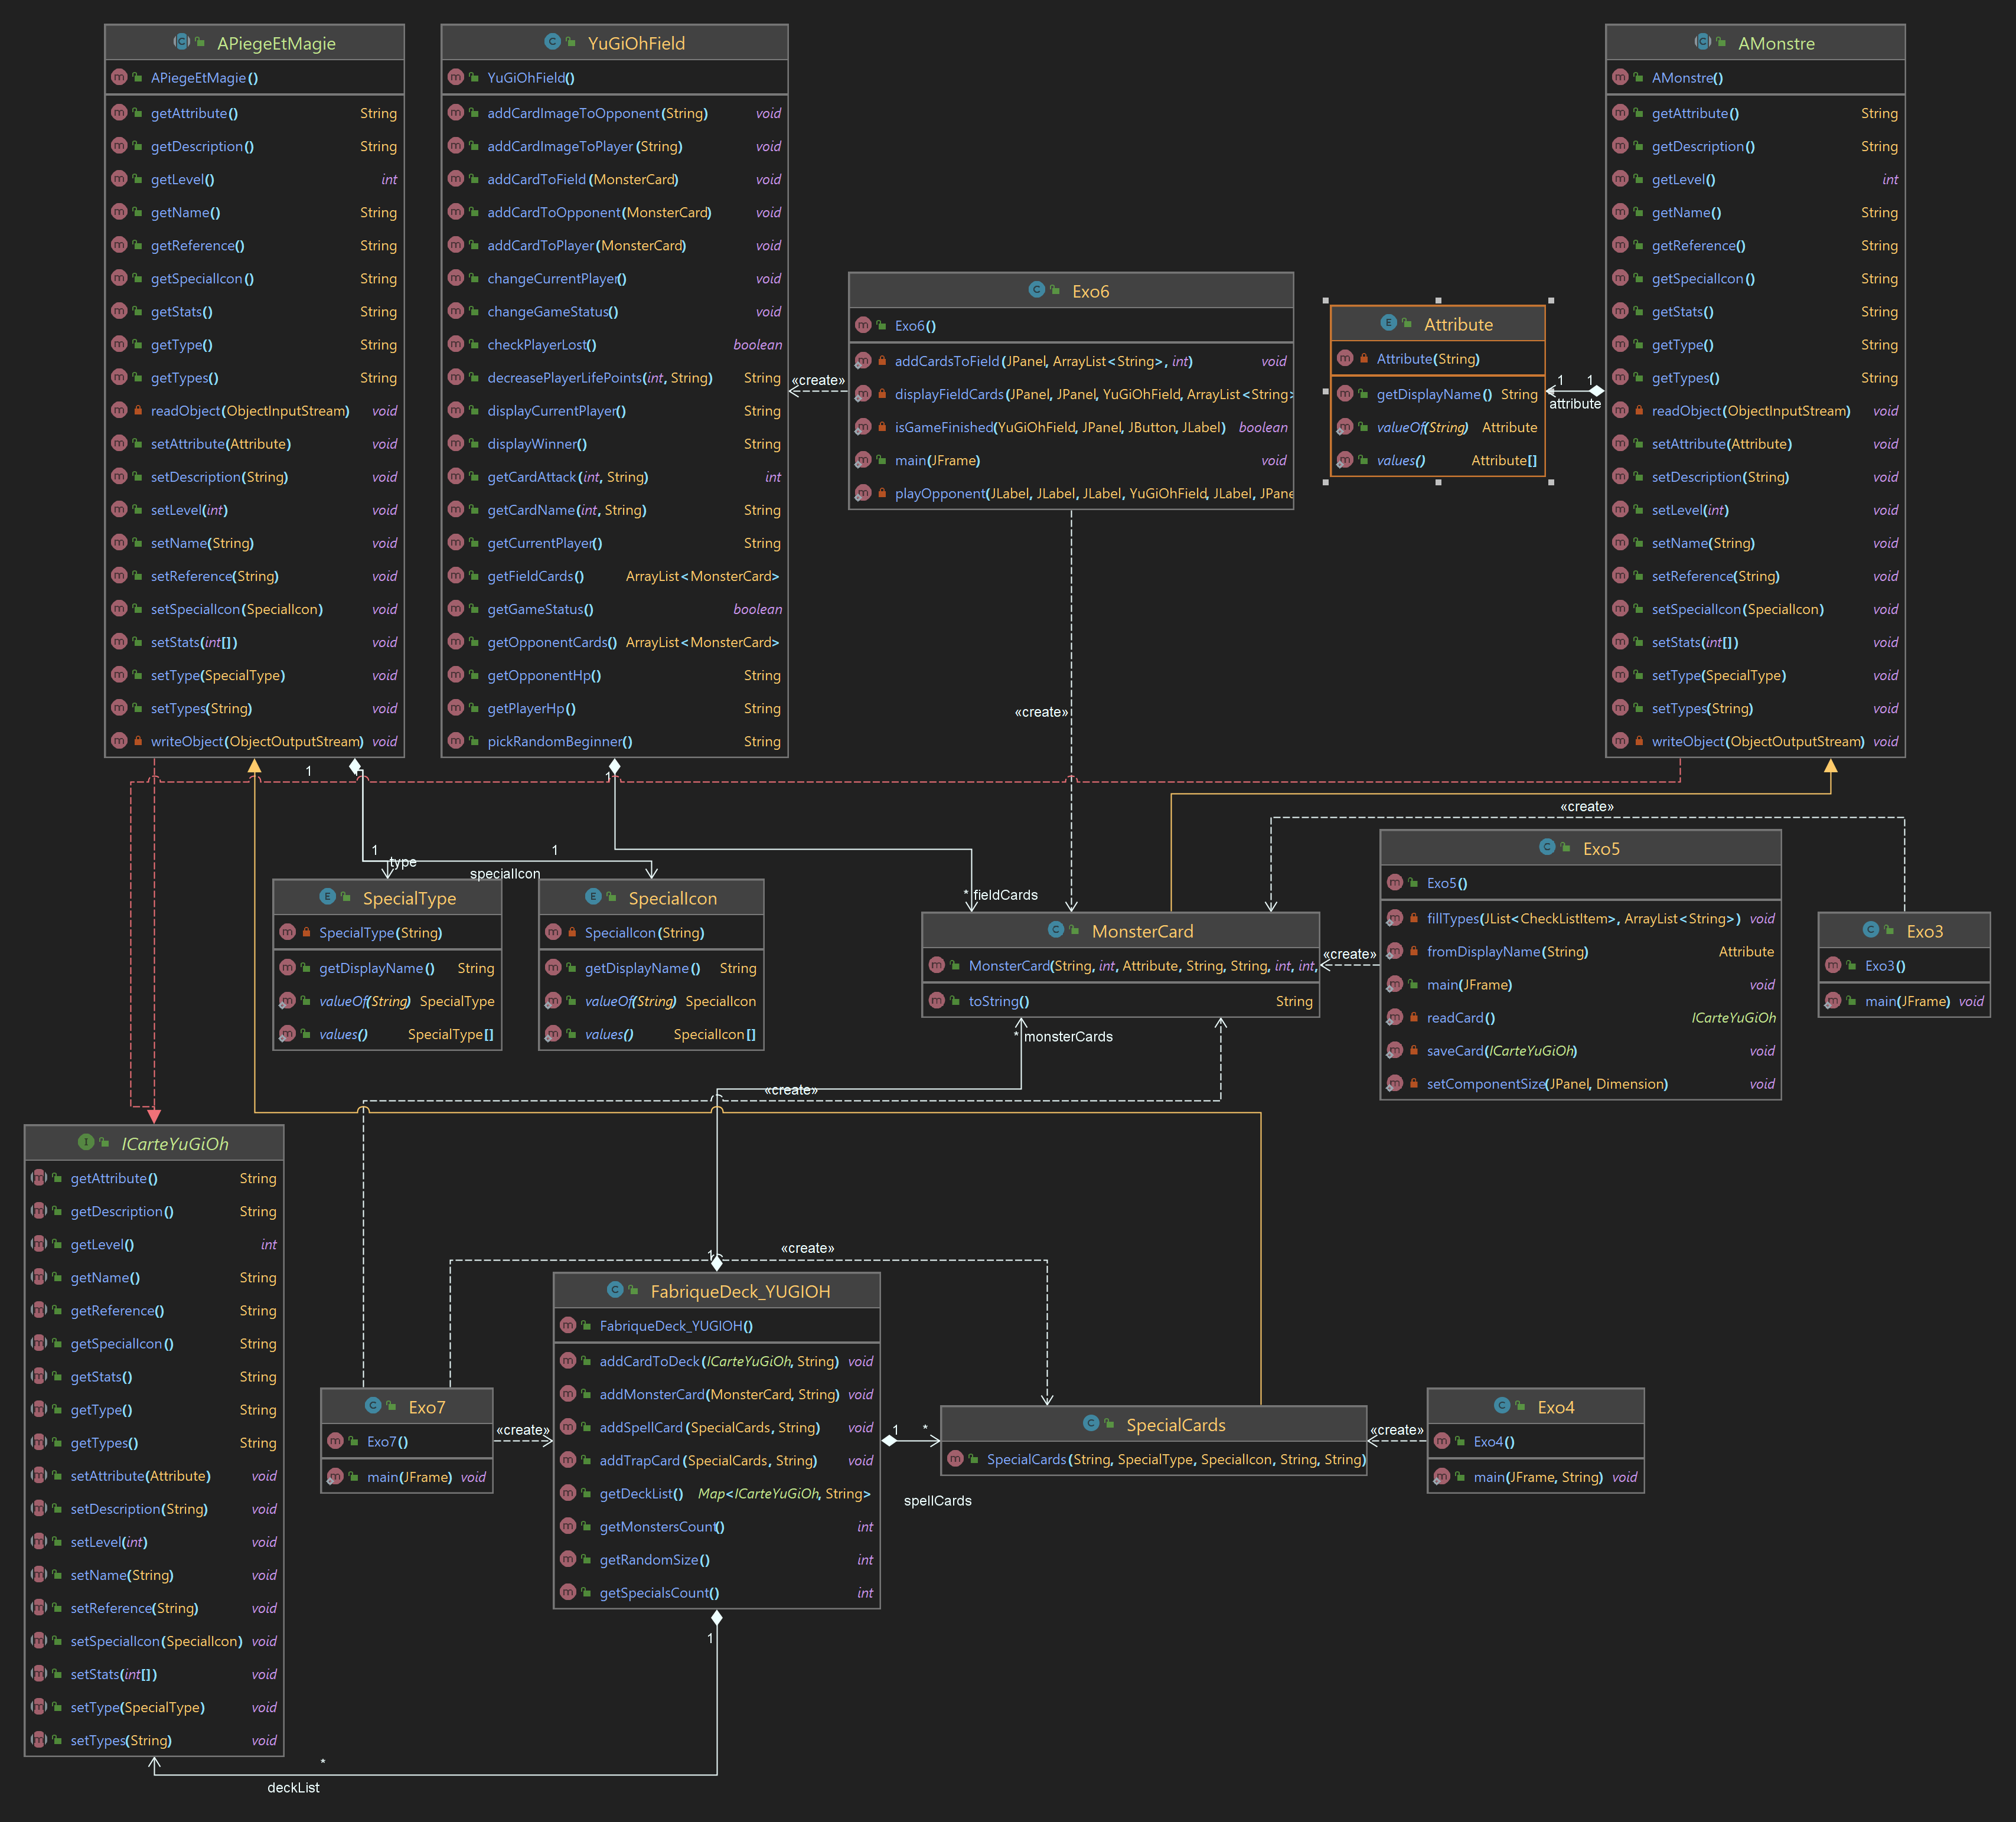 APiegeEtMagie
APiegeEtMagie()
getAttribute() String
getDescription() String
getLevel() int
getName() String
getReference() String
getSpecialIcon() String
getStats() String
getType() String
getTypes() String
readObject(ObjectInputStream) void
setAttribute(Attribute) void
setDescription(String) void
setLevel(int) void
setName(String) void
setReference(String) void
setSpecialIcon(SpecialIcon) void
setStats(int[]) void
setType(SpecialType) void
setTypes(String) void
writeObject(ObjectOutputStream) void
YuGiOhField
YuGiOhField()
addCardImageToOpponent(String) void
addCardImageToPlayer(String) void
addCardToField(MonsterCard) void
addCardToOpponent(MonsterCard) void
addCardToPlayer(MonsterCard) void
changeCurrentPlayer() void
changeGameStatus() void
checkPlayerLost() boolean
decreasePlayerLifePoints(int, String) String
displayCurrentPlayer() String
displayWinner() String
getCardAttack(int, String) int
getCardName(int, String) String
getCurrentPlayer() String
getFieldCards() ArrayList<MonsterCard>
getGameStatus() boolean
getOpponentCards() ArrayList<MonsterCard>
getOpponentHp() String
getPlayerHp() String
pickRandomBeginner() String
Exo6
Exo6()
addCardsToField(JPanel, ArrayList<String>, int) void
displayFieldCards(JPanel, JPanel, YuGiOhField, ArrayList<String>
isGameFinished(YuGiOhField, JPanel, JButton, JLabel) boolean
main(JFrame) void
playOpponent(JLabel, JLabel, JLabel, YuGiOhField, JLabel, JPane
«create»
Attribute
Attribute(String)
getDisplayName() String
valueOf(String) Attribute
values() Attribute[]
1 1
attribute
AMonstre
AMonstre()
getAttribute() String
getDescription() String
getLevel() int
getName() String
getReference() String
getSpecialIcon() String
getStats() String
getType() String
getTypes() String
readObject(ObjectInputStream) void
setAttribute(Attribute) void
setDescription(String) void
setLevel(int) void
setName(String) void
setReference(String) void
setSpecialIcon(SpecialIcon) void
setStats(int[]) void
setType(SpecialType) void
setTypes(String) void
writeObject(ObjectOutputStream) void
«create»
1
1
1
«create»
1
type
1
specialIcon
* fieldCards
SpecialType
SpecialType(String)
getDisplayName() String
valueOf(String) SpecialType
values() SpecialType[]
SpecialIcon
SpecialIcon(String)
getDisplayName() String
valueOf(String) SpecialIcon
values() SpecialIcon[]
MonsterCard
MonsterCard(String, int, Attribute, String, String, int, int,
toString() String
«create»
Exo5
Exo5()
fillTypes(JList<CheckListItem>, ArrayList<String>) void
fromDisplayName(String) Attribute
main(JFrame) void
readCard() ICarteYuGiOh
saveCard(ICarteYuGiOh) void
setComponentSize(JPanel, Dimension) void
Exo3
Exo3()
main(JFrame) void
* monsterCards
«create»
ICarteYuGiOh
getAttribute() String
getDescription() String
getLevel() int
getName() String
getReference() String
getSpecialIcon() String
getStats() String
getType() String
getTypes() String
setAttribute(Attribute) void
setDescription(String) void
setLevel(int) void
setName(String) void
setReference(String) void
setSpecialIcon(SpecialIcon) void
setStats(int[]) void
setType(SpecialType) void
setTypes(String) void
1
«create»
FabriqueDeck_YUGIOH
FabriqueDeck_YUGIOH()
addCardToDeck(ICarteYuGiOh, String) void
addMonsterCard(MonsterCard, String) void
addSpellCard(SpecialCards, String) void
addTrapCard(SpecialCards, String) void
getDeckList() Map<ICarteYuGiOh, String>
getMonstersCount() int
getRandomSize() int
getSpecialsCount() int
Exo7
Exo7()
main(JFrame) void
«create»
1 *
spellCards
SpecialCards
SpecialCards(String, SpecialType, SpecialIcon, String, String)
«create»
Exo4
Exo4()
main(JFrame, String) void
1
*
deckList